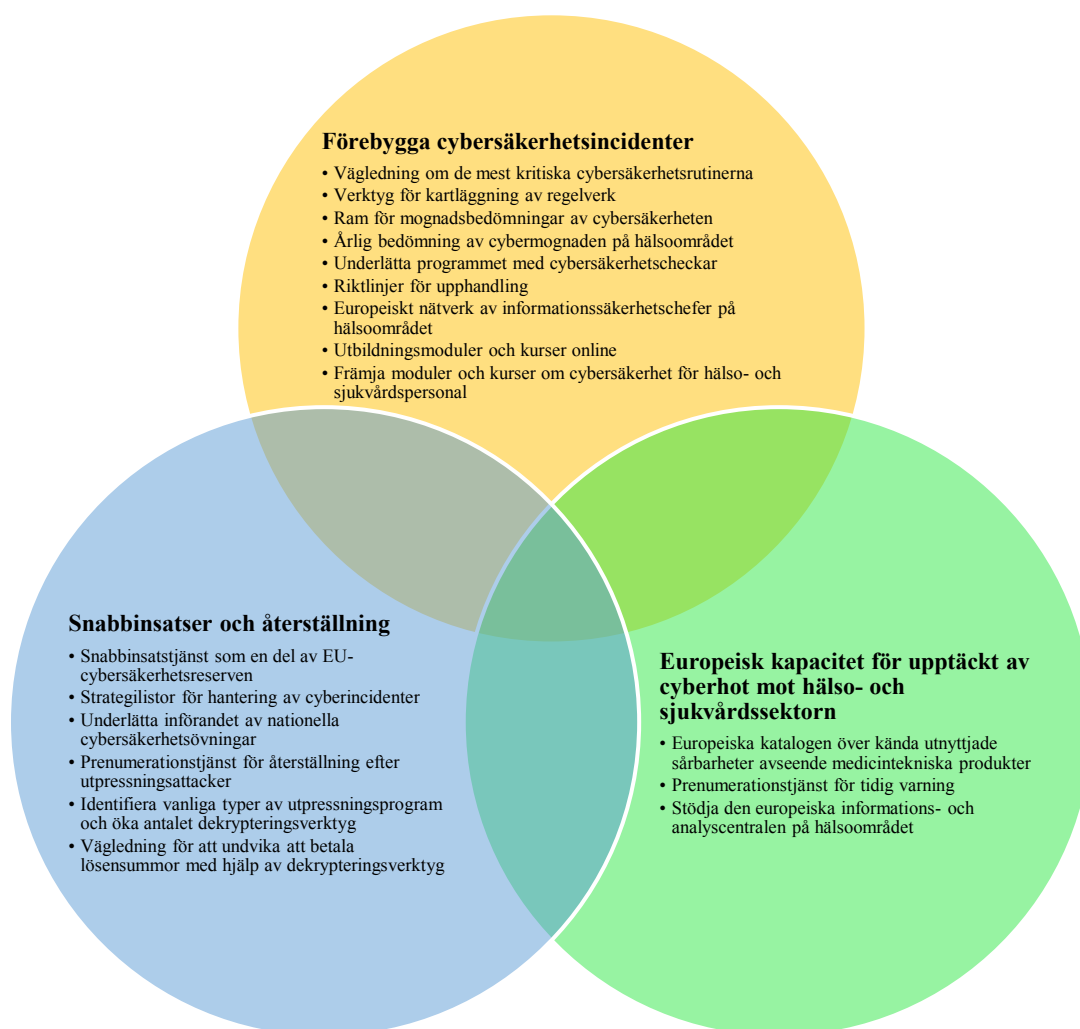 Förebygga cybersäkerhetsincidenter
• Vägledning om de mest kritiska cybersäkerhetsrutinerna
• Verktyg för kartläggning av regelverk
• Ram för mognadsbedömningar av cybersäkerheten
• Årlig bedömning av cybermognaden på hälsoområdet
• Underlätta programmet med cybersäkerhetscheckar
• Riktlinjer för upphandling
• Europeiskt nätverk av informationssäkerhetschefer på
hälsoområdet
• Utbildningsmoduler och kurser online
• Främja moduler och kurser om cybersäkerhet för hälso- och
sjukvårdspersonal
Snabbinsatser och återställning
• Snabbinsatstjänst som en del av EU-
cybersäkerhetsreserven
• Strategilistor för hantering av cyberincidenter
• Underlätta införandet av nationella
cybersäkerhetsövningar
• Prenumerationstjänst för återställning efter
utpressningsattacker
• Identifiera vanliga typer av utpressningsprogram
och öka antalet dekrypteringsverktyg
• Vägledning för att undvika att betala
lösensummor med hjälp av dekrypteringsverktyg
Europeisk kapacitet för upptäckt av
cyberhot mot hälso- och
sjukvårdssektorn
• Europeiska katalogen över kända utnyttjade
sårbarheter avseende medicintekniska produkter
• Prenumerationstjänst för tidig varning
• Stödja den europeiska informations- och
analyscentralen på hälsoområdet